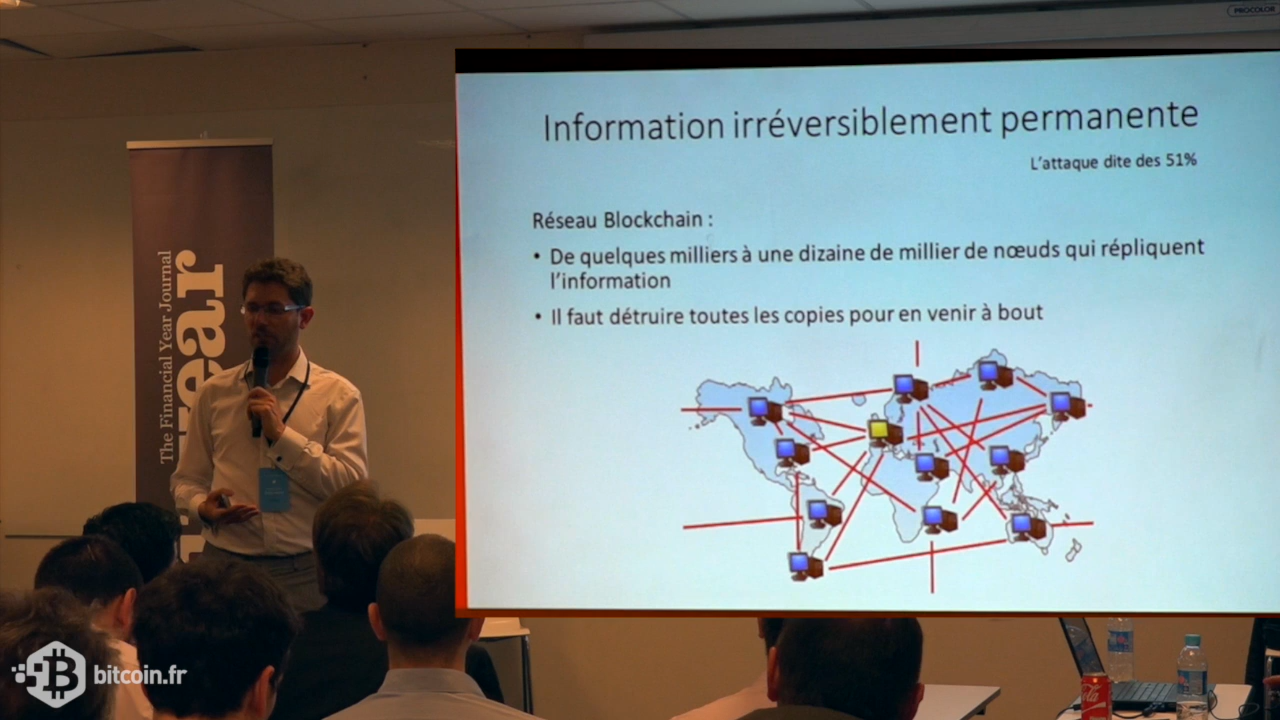 PROCOLOR
Information irréversiblement permanente
L'attaque dite des 51%
Réseau Blockchain :
• De quelques milliers à une dizaine de millier de nœuds qui répliquent
l'information
• Il faut détruire toutes les copies pour en venir à bout
The Financial Year Journal
bitcoin.fr